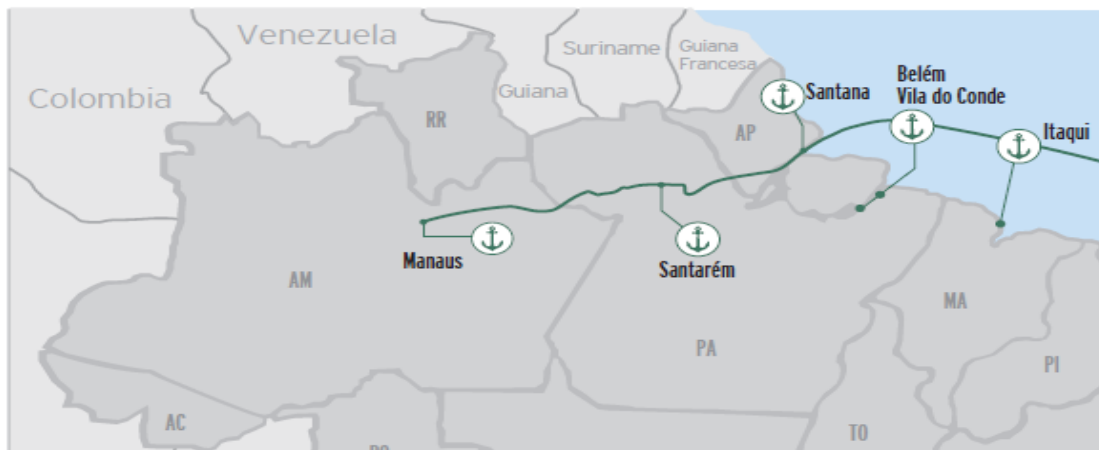 Venezuela
Colombia
Suriname
Guiana
Francesa
Guiana
RR
AP
Santana
Belém
Vila do Conde
Itaqui
Manaus
Santarém
AM
PA
MA
PI
AC
TO